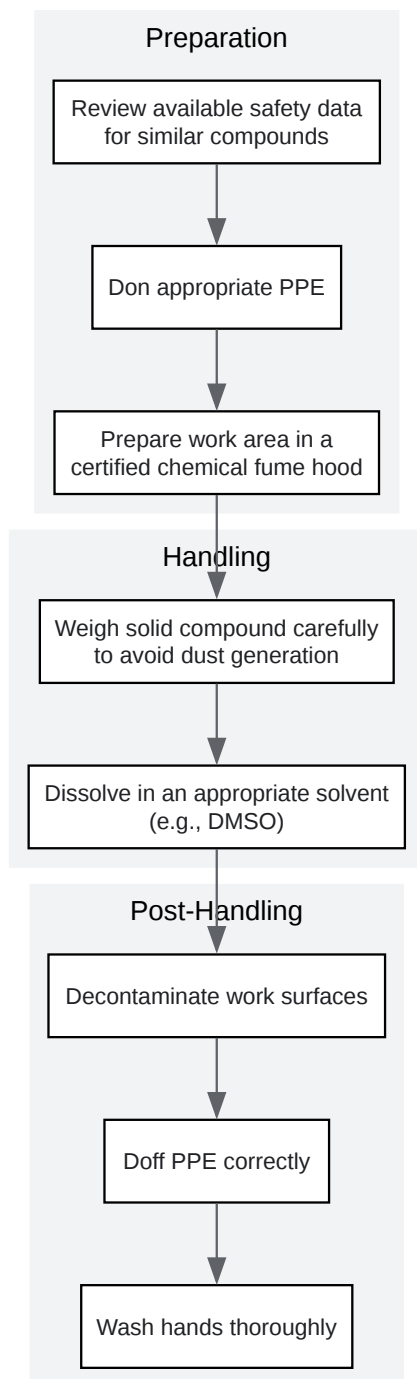 Preparation
Review available safety data
for similar compounds
Don appropriate PPE
Prepare work area in a
certified chemical fume hood
Handling
Weigh solid compound carefully
to avoid dust generation
Dissolve in an appropriate solvent
(e.g., DMSO)
Post-Handling
Decontaminate work surfaces
Doff PPE correctly
Wash hands thoroughly